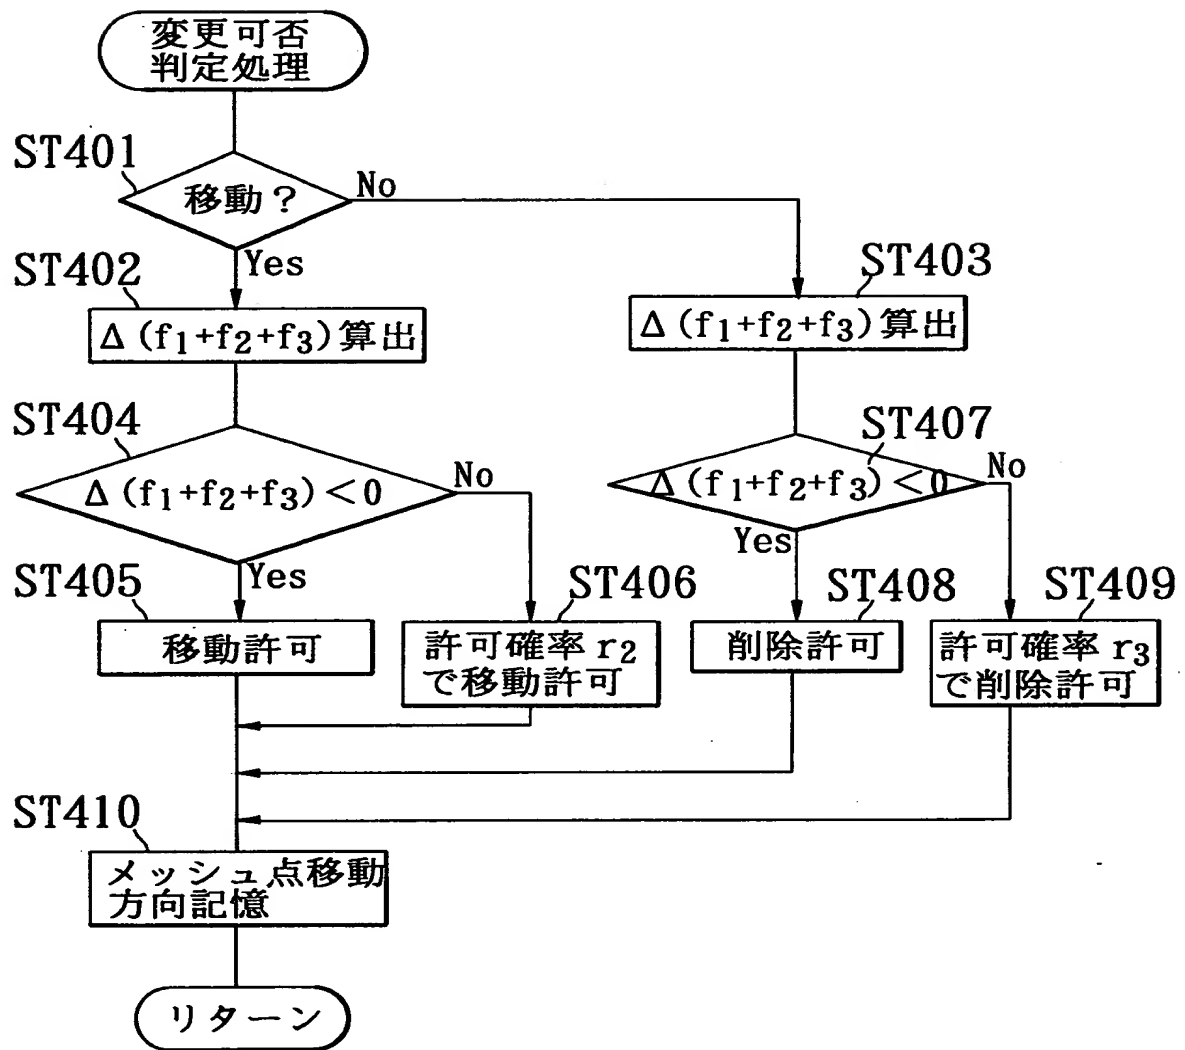 変更可否
判定処理
ST401
移動?
No
Yes
ST402
Δ(f1+f2+f3)算出
ST403
Δ(f1+f2+f3)算出
ST404
Δ(f1+f2+f3)<0
No
Yes
ST407
Δ(f1+f2+f3)<0
No
Yes
ST405
移動許可
ST406
許可確率 r2
で移動許可
ST408
削除許可
ST409
許可確率 r3
で削除許可
ST410
メッシュ点移動
方向記憶
リターン